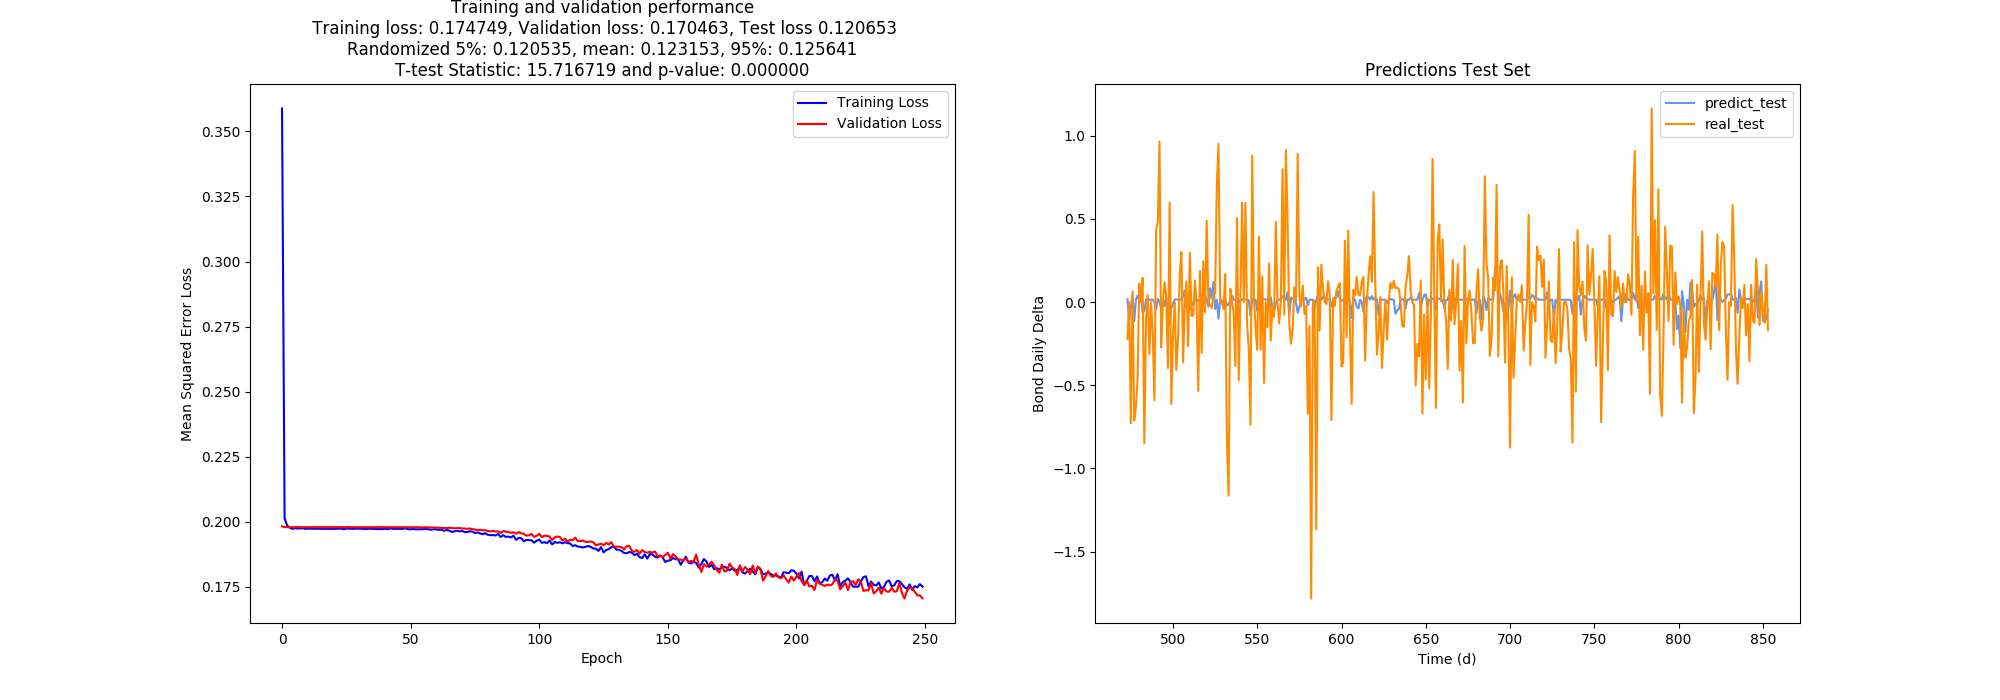 Training and validation performance
Training loss: 0.174749, Validation loss: 0.170463, Test loss 0.120653
Randomized 5%: 0.120535, mean: 0.123153, 95%: 0.125641
T-test Statistic: 15.716719 and p-value: 0.000000
Training Loss
Validation Loss
0.350
0.325
0.300
0.275
0.250
0.225
0.200
0.175
Mean Squared Error Loss
0
50
100
150
200
250
Epoch
Predictions Test Set
predict_test
real_test
1.0
0.5
0.0
−0.5
−1.0
−1.5
Bond Daily Delta
500
550
600
650
700
750
800
850
Time (d)